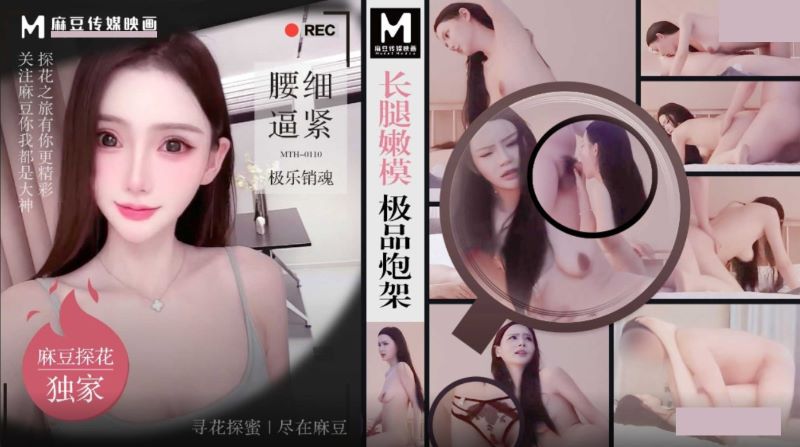 M 麻豆传媒映画
探花之旅有你更精彩
关注麻豆你我都是大神
REC
腰细
逼紧
MTH-0110
极乐销魂
麻豆探花
独家
寻花探蜜 | 尽在麻豆
M
麻豆传媒映画
Model Media
长腿嫩模 极品炮架